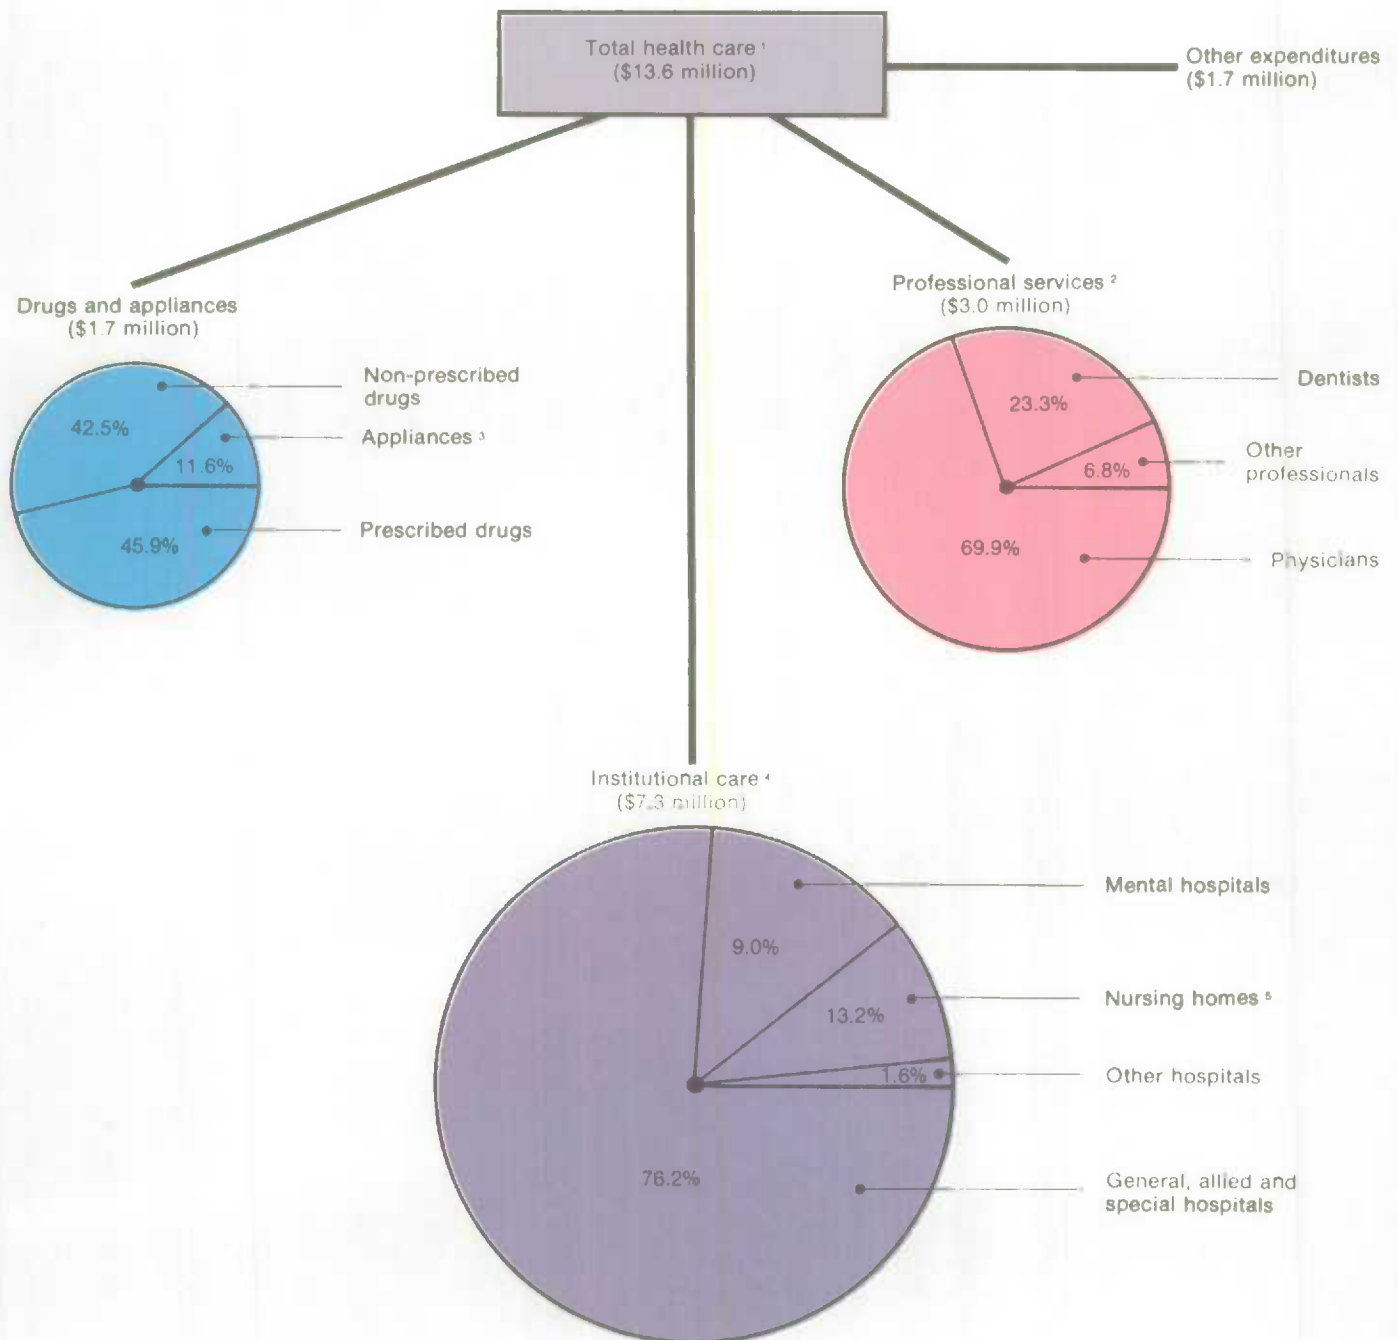 Total health care ¹
($13.6 million)
Other expenditures
($1.7 million)
Drugs and appliances
($1.7 million)
Non-prescribed
drugs
42.5%
Appliances ³
11.6%
Prescribed drugs
45.9%
Professional services ²
($3.0 million)
Dentists
23.3%
Other
professionals
6.8%
Physicians
69.9%
Institutional care ⁴
($7.3 million)
Mental hospitals
9.0%
Nursing homes ⁵
13.2%
Other hospitals
1.6%
General, allied and
special hospitals
76.2%